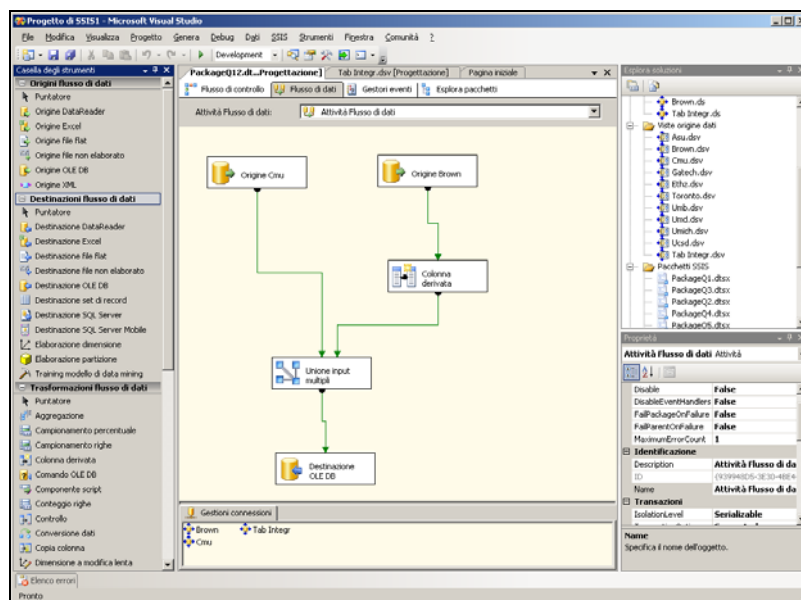 Progetto di SSIS1 - Microsoft Visual Studio
File Modifica Visualizza Progetto Genera Debug Dati SSIS Strumenti Finestra Comunità ?
Development
Casella degli strumenti
Origini flusso di dati
Puntatore
Origine DataReader
Origine Excel
Origine file flat
Origine file non elaborato
Origine OLE DB
Origine XML
Destinazioni flusso di dati
Puntatore
Destinazione DataReader
Destinazione Excel
Destinazione file flat
Destinazione file non elaborato
Destinazione OLE DB
Destinazione set di record
Destinazione SQL Server
Destinazione SQL Server Mobile
Elaborazione dimensione
Elaborazione partizione
Training modello di data mining
Trasformazioni flusso di dati
Puntatore
Aggregazione
Campionamento percentuale
Campionamento righe
Colonna derivata
Comando OLE DB
Componente script
Conteggio righe
Controllo
Conversione dati
Copia colonna
Dimensione a modifica lenta
PackageQ12.dt...Progettazione] Tab Integr.dsv [Progettazione] Pagina iniziale
Flusso di controllo Flusso di dati Gestori eventi Esplora pacchetti
Attività Flusso di dati: Attività Flusso di dati
Origine Cmu
Origine Brown
Colonna
derivata
Unione input
multipli
Destinazione
OLE DB
Gestioni connessioni
Brown Tab Integr
Cmu
Esplora soluzioni
Brown.ds
Tab Integr.ds
Viste origine dati
Asu.dsv
Brown.dsv
Cmu.dsv
Gatech.dsv
Ethz.dsv
Toronto.dsv
Umb.dsv
Umd.dsv
Umich.dsv
Ucsd.dsv
Tab Integr.dsv
Pacchetti SSIS
PackageQ1.dtsx
PackageQ3.dtsx
PackageQ2.dtsx
PackageQ4.dtsx
PackageQ5.dtsx
Proprietà
Attività Flusso di dati Attività
Disable False
DisableEventHandlers False
FailPackageOnFailure False
FailParentOnFailure False
MaximumErrorCount 1
Identificazione
Description Attività Flusso di da
ID
Name Attività Flusso di da
Transazioni
IsolationLevel Serializable
Name
Specifica il nome dell'oggetto.
Elenco errori
Pronto